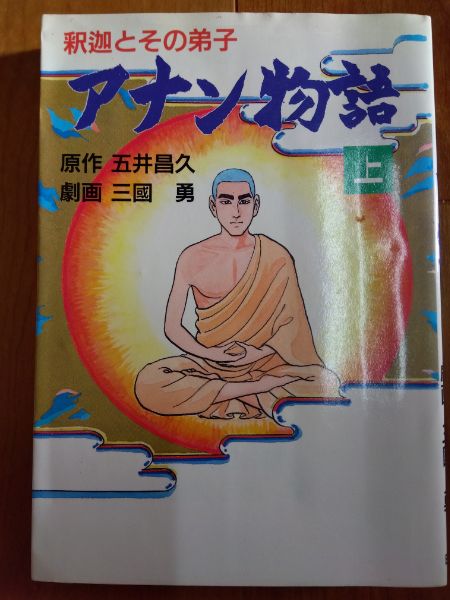 釈迦とその弟子
アナン物語
原作 五井昌久
劇画 三國 勇
上